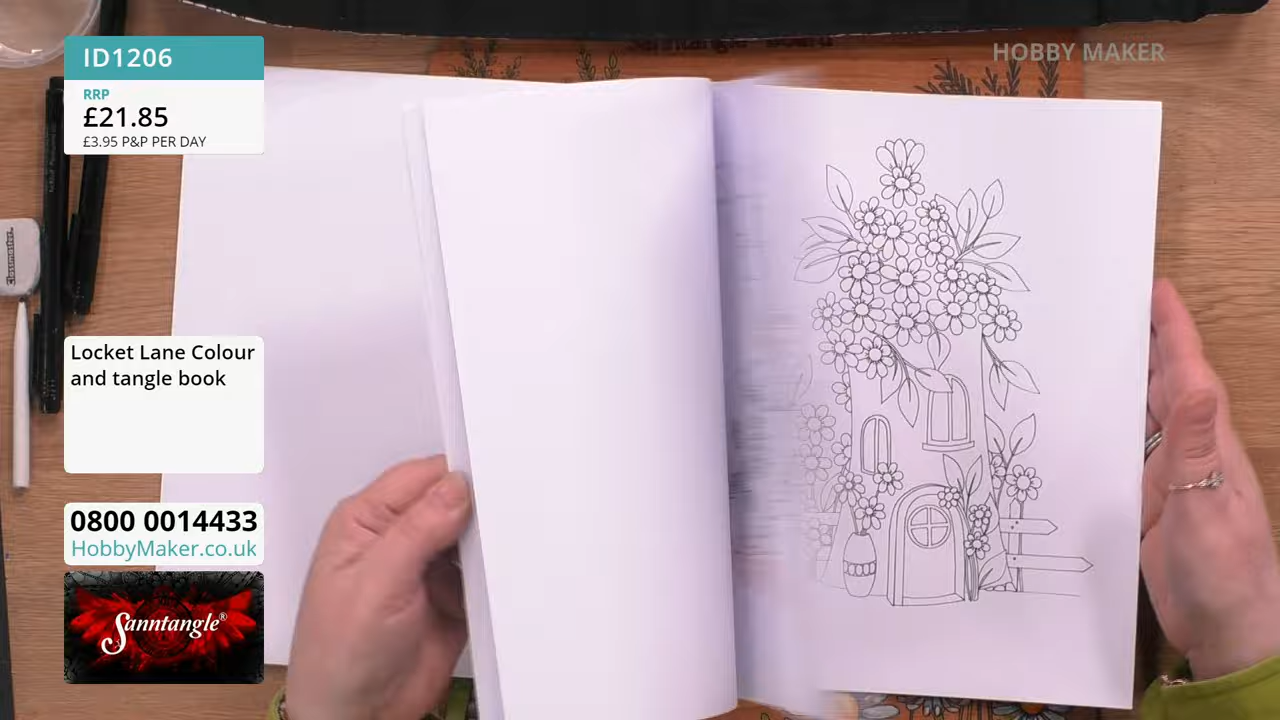 ID1206
RRP
£21.85
£3.95 P&P PER DAY
HOBBY MAKER
Classmaster
Locket Lane Colour
and tangle book
0800 0014433
HobbyMaker.co.uk
Sanntangle®